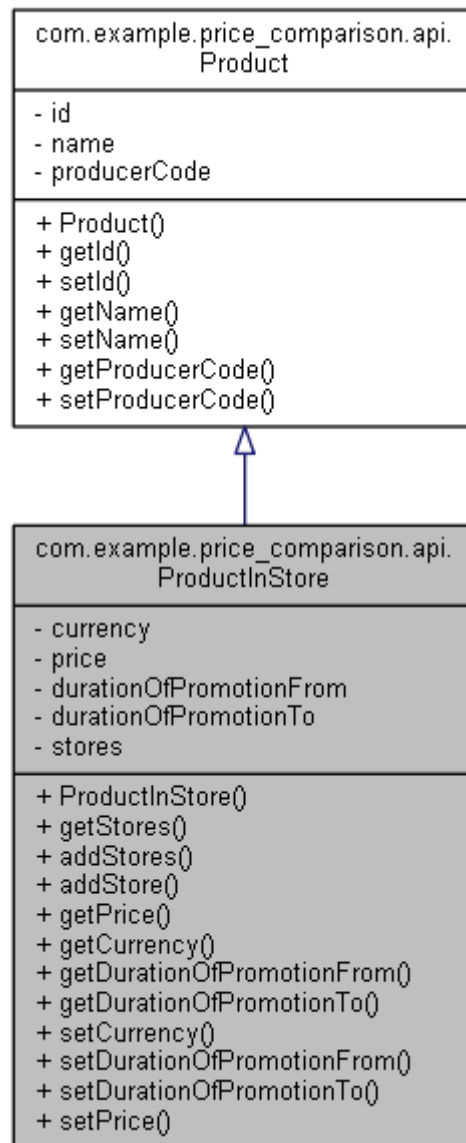 com.example.price_comparison.api.
Product
- id
- name
- producerCode
+ Product()
+ getId()
+ setId()
+ getName()
+ setName()
+ getProducerCode()
+ setProducerCode()
com.example.price_comparison.api.
ProductInStore
- currency
- price
- durationOfPromotionFrom
- durationOfPromotionTo
- stores
+ ProductInStore()
+ getStores()
+ addStores()
+ addStore()
+ getPrice()
+ getCurrency()
+ getDurationOfPromotionFrom()
+ getDurationOfPromotionTo()
+ setCurrency()
+ setDurationOfPromotionFrom()
+ setDurationOfPromotionTo()
+ setPrice()